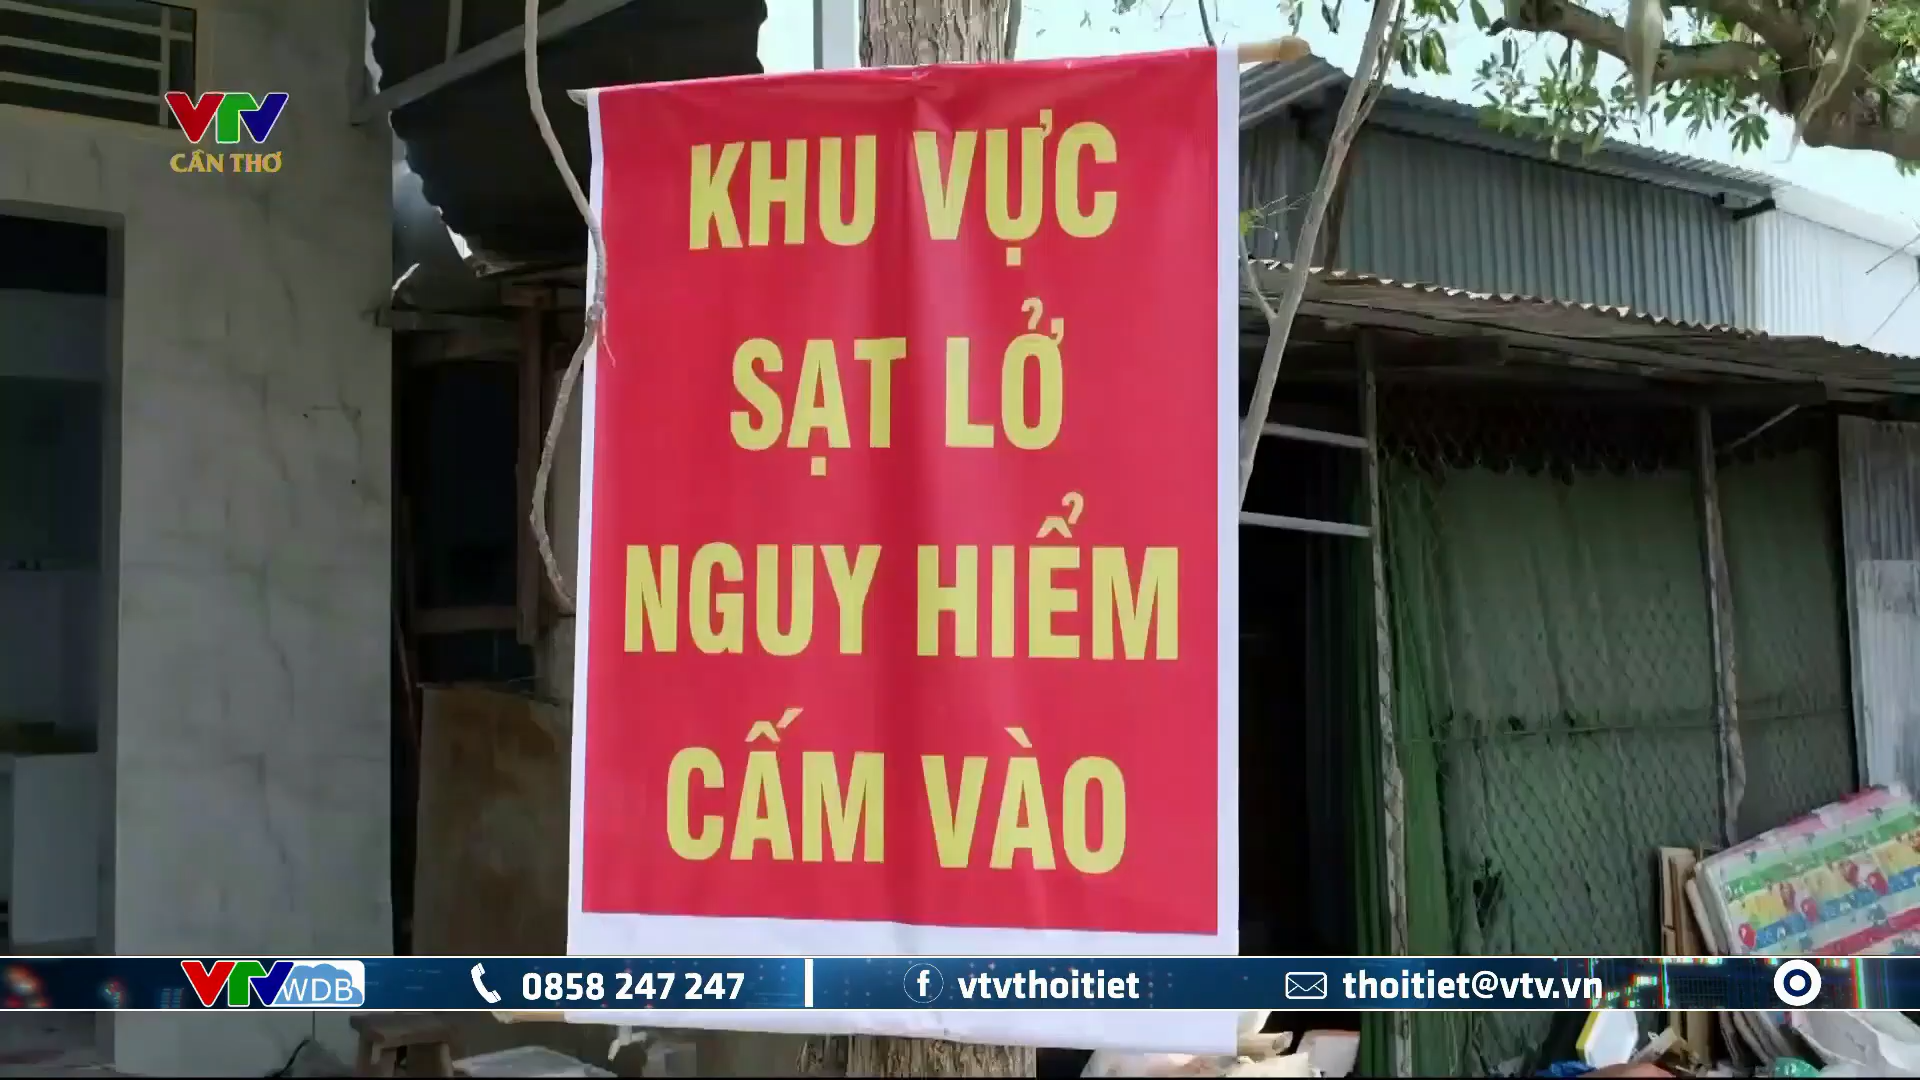 VTV
CẦN THƠ
KHU VỰC
SẠT LỞ
NGUY HIỂM
CẤM VÀO
VTV WDB
0858 247 247
vtvthoitiet
thoitiet@vtv.vn